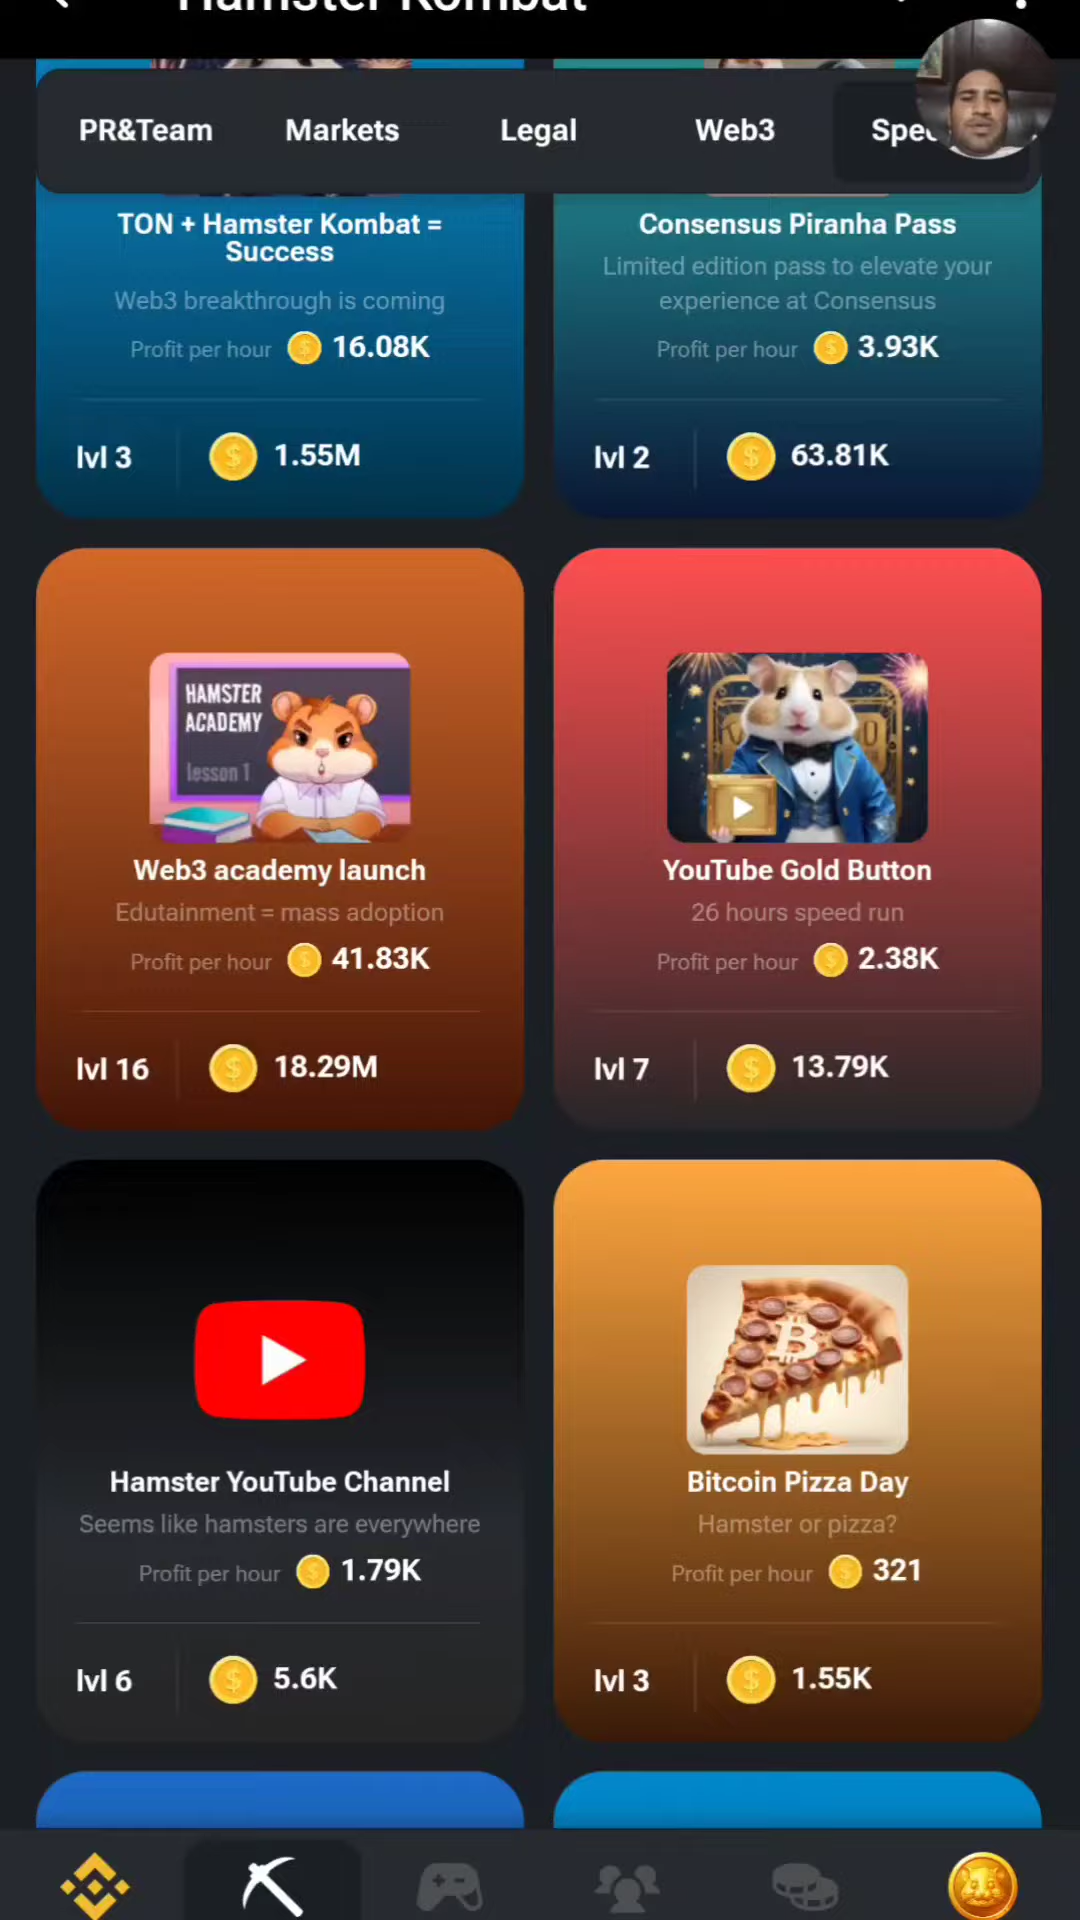 Hamster Kombat
PR&Team
Markets
Legal
Web3
TON + Hamster Kombat =
Success
Web3 breakthrough is coming
Profit per hour 16.08K
lvl 3
1.55M
Consensus Piranha Pass
Limited edition pass to elevate your
experience at Consensus
Profit per hour 3.93K
lvl 2
63.81K
HAMSTER
ACADEMY
lesson 1
Web3 academy launch
Edutainment = mass adoption
Profit per hour 41.83K
lvl 16
18.29M
YouTube Gold Button
26 hours speed run
Profit per hour 2.38K
lvl 7
13.79K
Hamster YouTube Channel
Seems like hamsters are everywhere
Profit per hour 1.79K
lvl 6
5.6K
Bitcoin Pizza Day
Hamster or pizza?
Profit per hour 321
lvl 3
1.55K